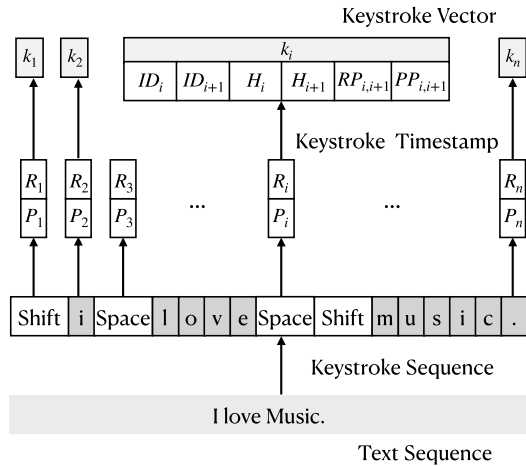 Keystroke Vector
k₁ k₂ kᵢ kₙ
IDᵢ IDᵢ₊₁ Hᵢ Hᵢ₊₁ RPᵢ,ᵢ₊₁ PPᵢ,ᵢ₊₁
Keystroke Timestamp
R₁ R₂ R₃ Rᵢ Rₙ
... ...
P₁ P₂ P₃ Pᵢ Pₙ
Shift i Space l o v e Space Shift m u s i c .
Keystroke Sequence
I love Music.
Text Sequence